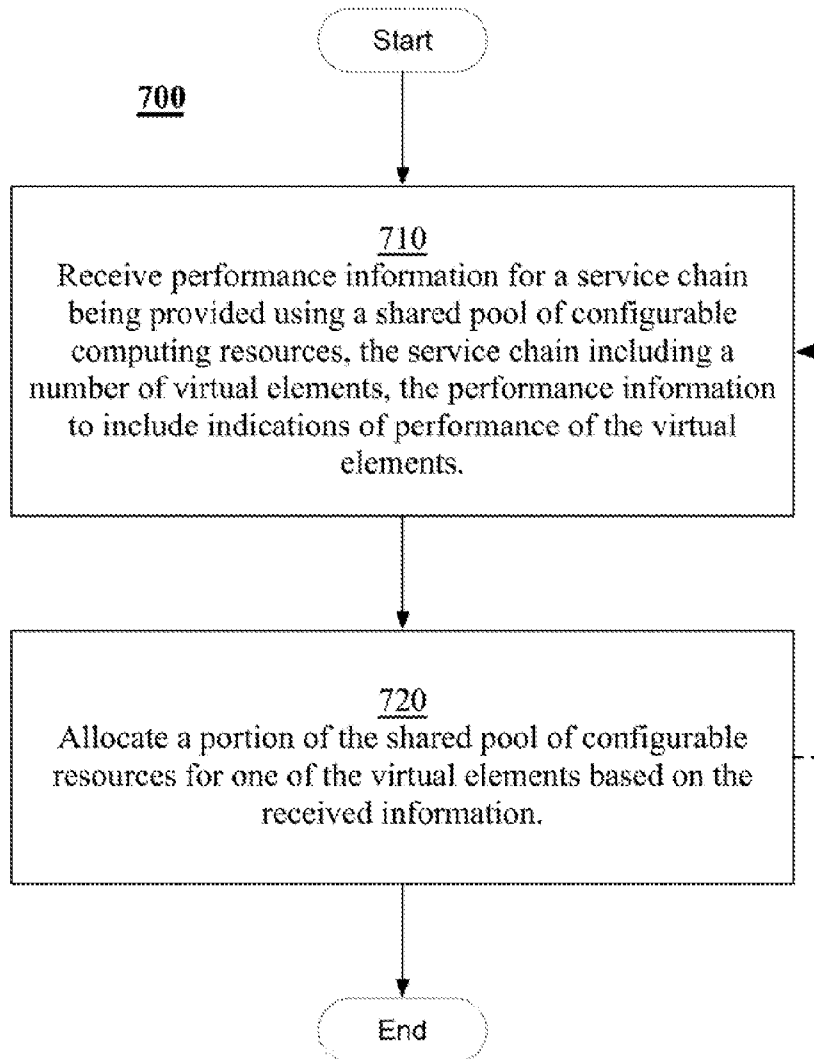 Start
700
710
Receive performance information for a service chain
being provided using a shared pool of configurable
computing resources, the service chain including a
number of virtual elements, the performance information
to include indications of performance of the virtual
elements.
720
Allocate a portion of the shared pool of configurable
resources for one of the virtual elements based on the
received information.
End